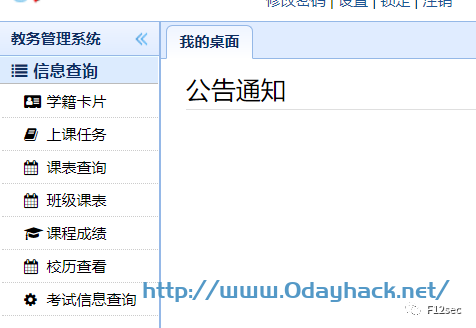 修改密码 | 设置 | 锁定 | 注销
教务管理系统
我的桌面
信息查询
公告通知
学籍卡片
上课任务
课表查询
班级课表
课程成绩
校历查看
考试信息查询
http://www.0dayhack.net/
F12sec